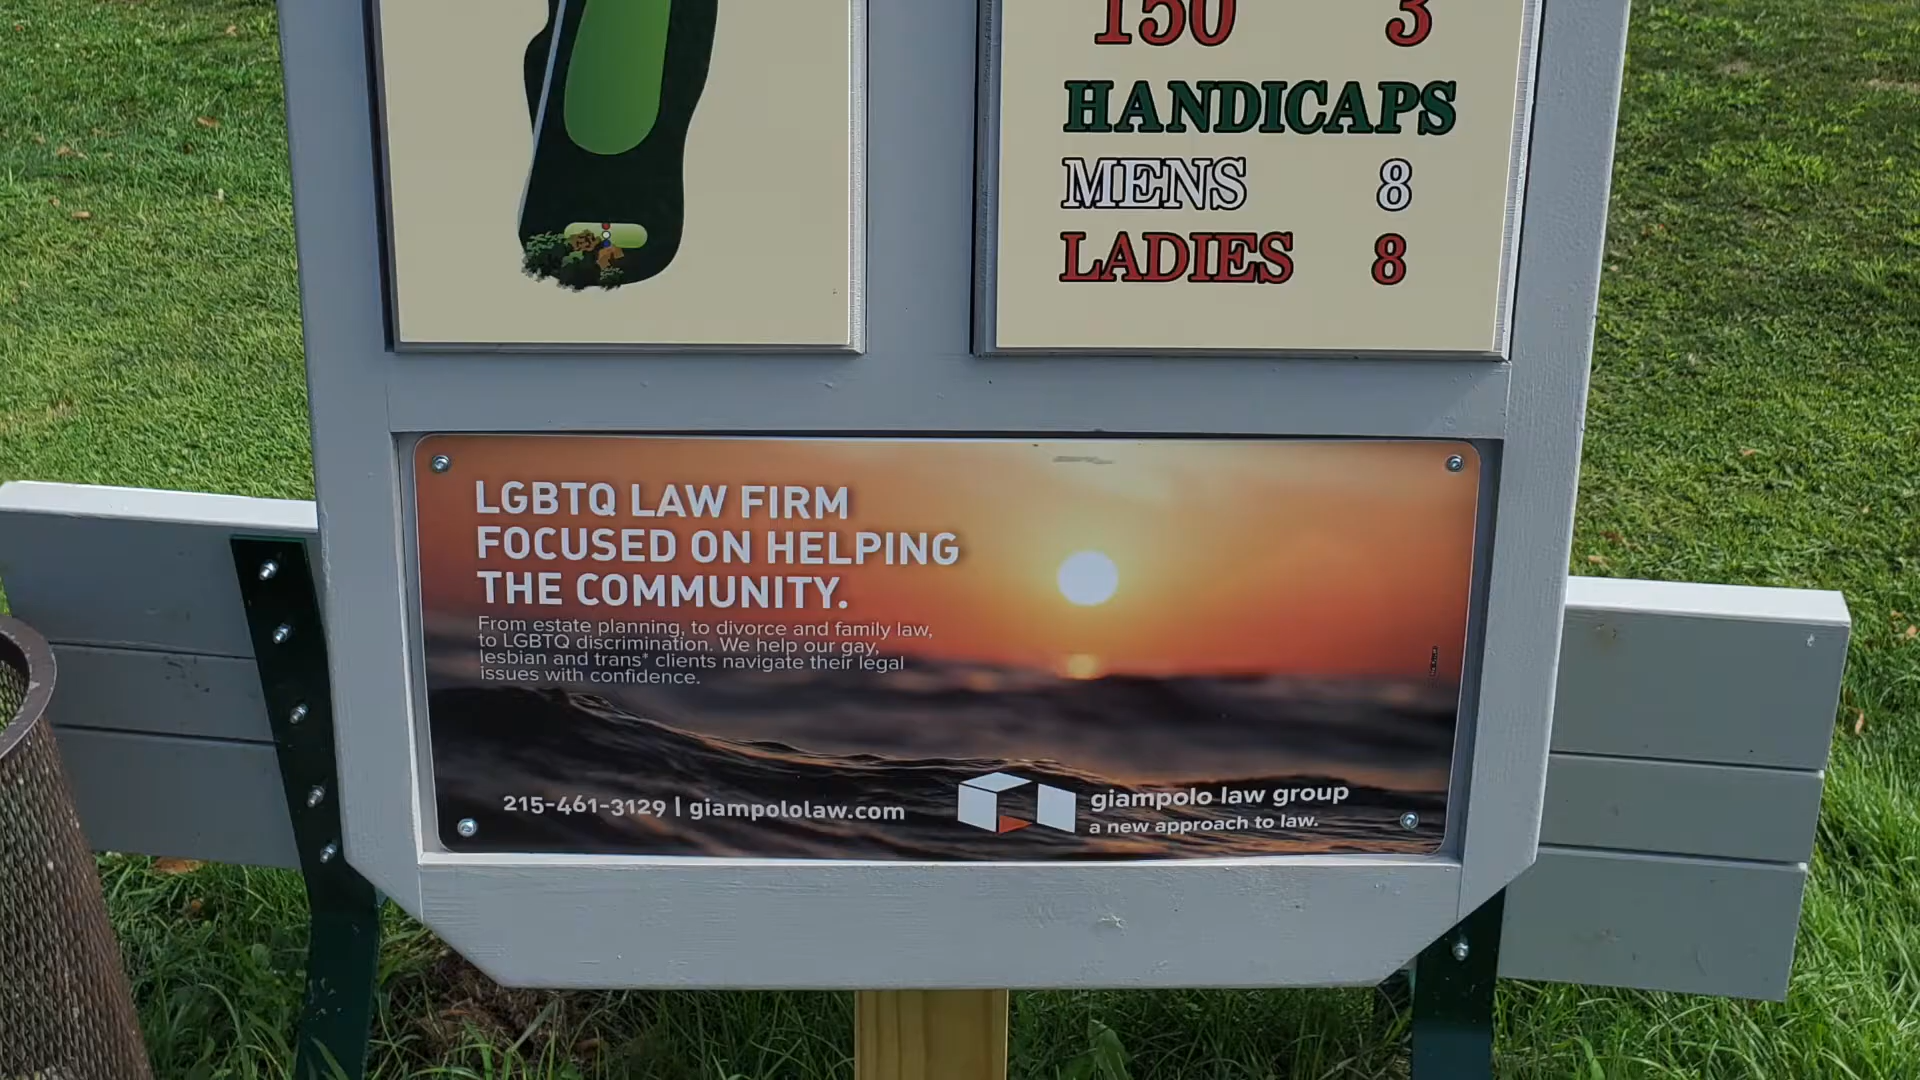 150 3
HANDICAPS
MENS 8
LADIES 8
LGBTQ LAW FIRM
FOCUSED ON HELPING
THE COMMUNITY.
From estate planning, to divorce and family law,
to LGBTQ discrimination. We help our gay,
lesbian and trans* clients navigate their legal
issues with confidence.
215-461-3129 | giampololaw.com
giampolo law group
a new approach to law.